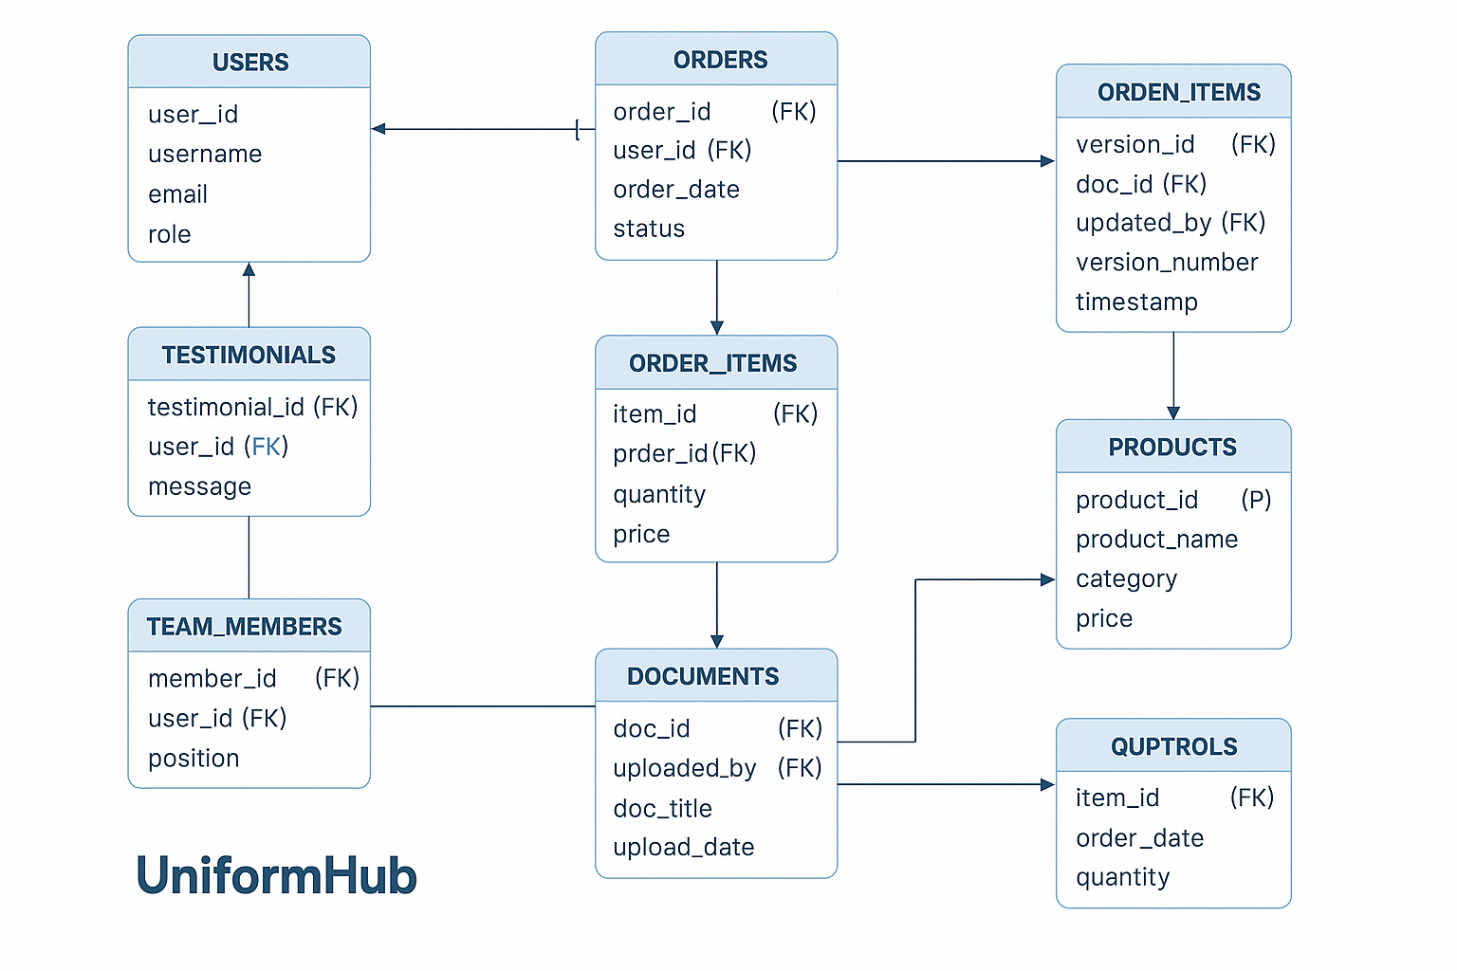 USERS
user_id
username
email
role
ORDERS
order_id (FK)
user_id (FK)
order_date
status
ORDEN_ITEMS
version_id (FK)
doc_id (FK)
updated_by (FK)
version_number
timestamp
TESTIMONIALS
testimonial_id (FK)
user_id (FK)
message
ORDER_ITEMS
item_id (FK)
prder_id (FK)
quantity
price
PRODUCTS
product_id (P)
product_name
category
price
TEAM_MEMBERS
member_id (FK)
user_id (FK)
position
DOCUMENTS
doc_id (FK)
uploaded_by (FK)
doc_title
upload_date
QUPTROLS
item_id (FK)
order_date
quantity
UniformHub